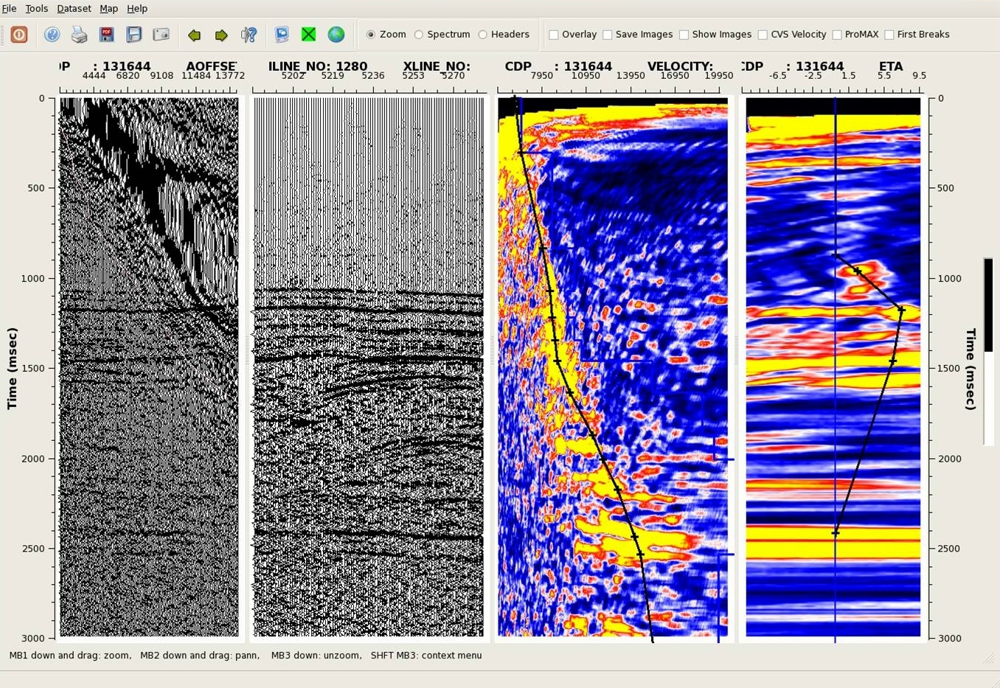 File Tools Dataset Map Help
PDF
Zoom Spectrum Headers Overlay Save Images Show Images CVS Velocity ProMAX First Breaks
DP : 131644 AOFFSET ILINE_NO: 1280 XLINE_NO: CDP : 131644 VELOCITY: CDP : 131644 ETA
4444 6820 9108 11484 13772 5202 5219 5236 5253 5270 7950 10950 13950 16950 19950 -6.5 -2.5 1.5 5.5 9.5
0 0
500 500
1000 1000
1500 1500
2000 2000
2500 2500
3000 3000
Time (msec)
Time (msec)
MB1 down and drag: zoom, MB2 down and drag: pann, MB3 down: unzoom, SHFT MB3: context menu